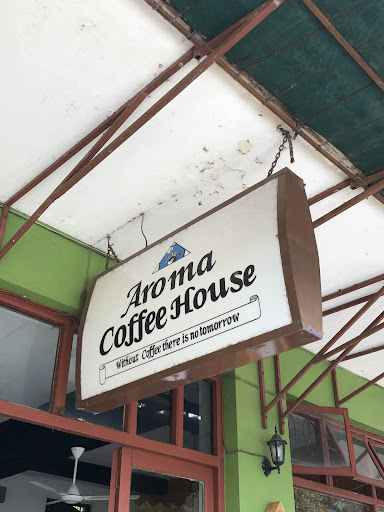 Aroma
Coffee House
Without Coffee there is no tomorrow